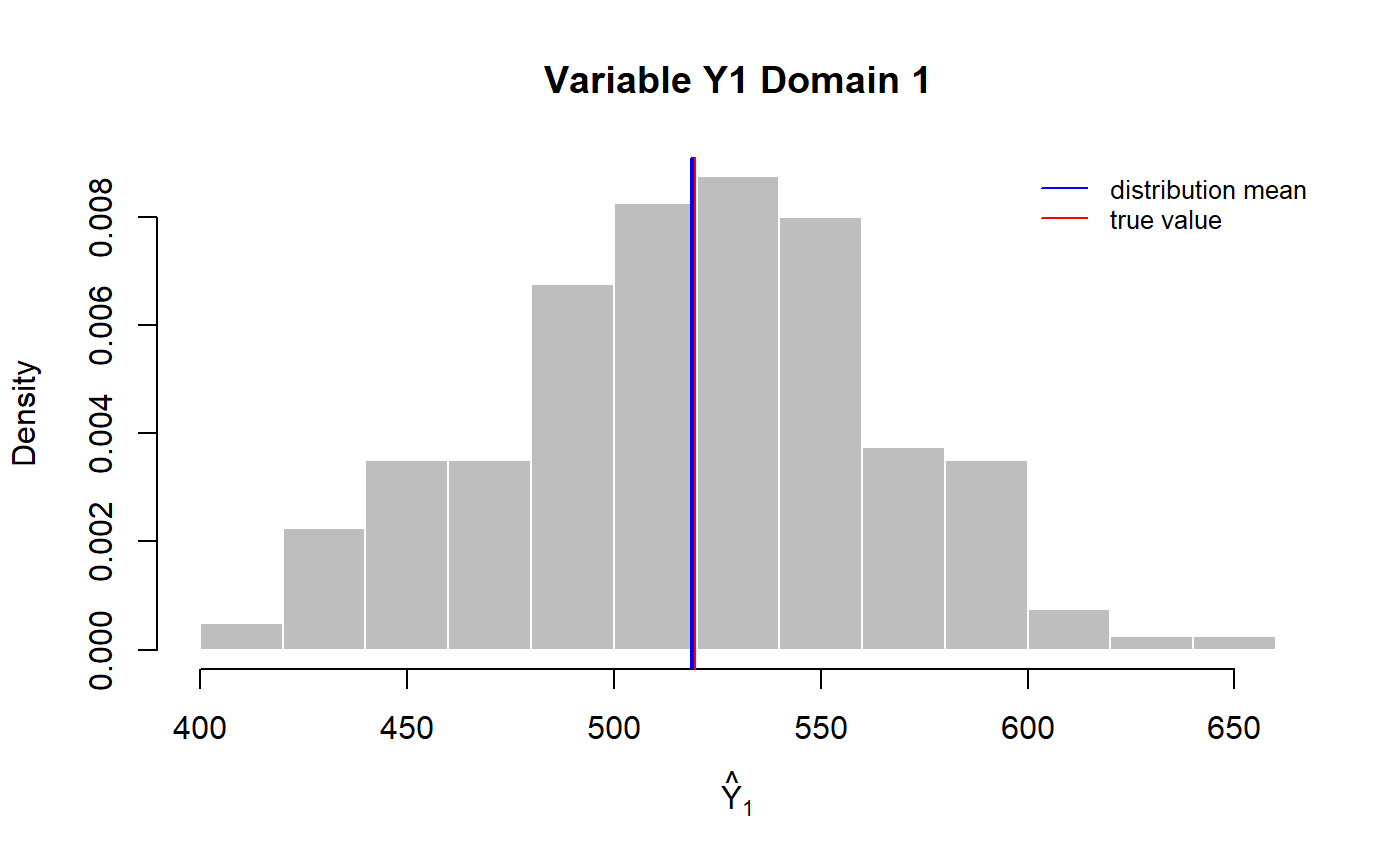 Variable Y1 Domain 1
distribution mean
true value
Density
0.008
0.006
0.004
0.002
0.000
400 450 500 550 600 650
Ŷ₁